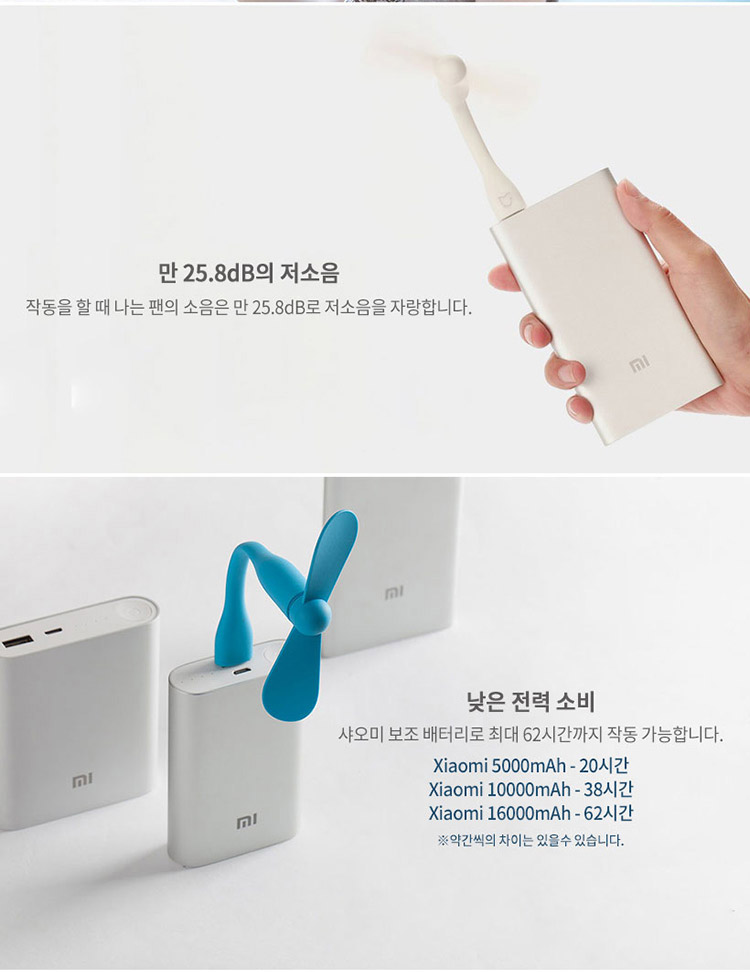 만 25.8dB의 저소음
작동을 할 때 나는 팬의 소음은 만 25.8dB로 저소음을 자랑합니다.
mi
mi
mi
mi
낮은 전력 소비
샤오미 보조 배터리로 최대 62시간까지 작동 가능합니다.
Xiaomi 5000mAh - 20시간
Xiaomi 10000mAh - 38시간
Xiaomi 16000mAh - 62시간
※약간씩의 차이는 있을수 있습니다.